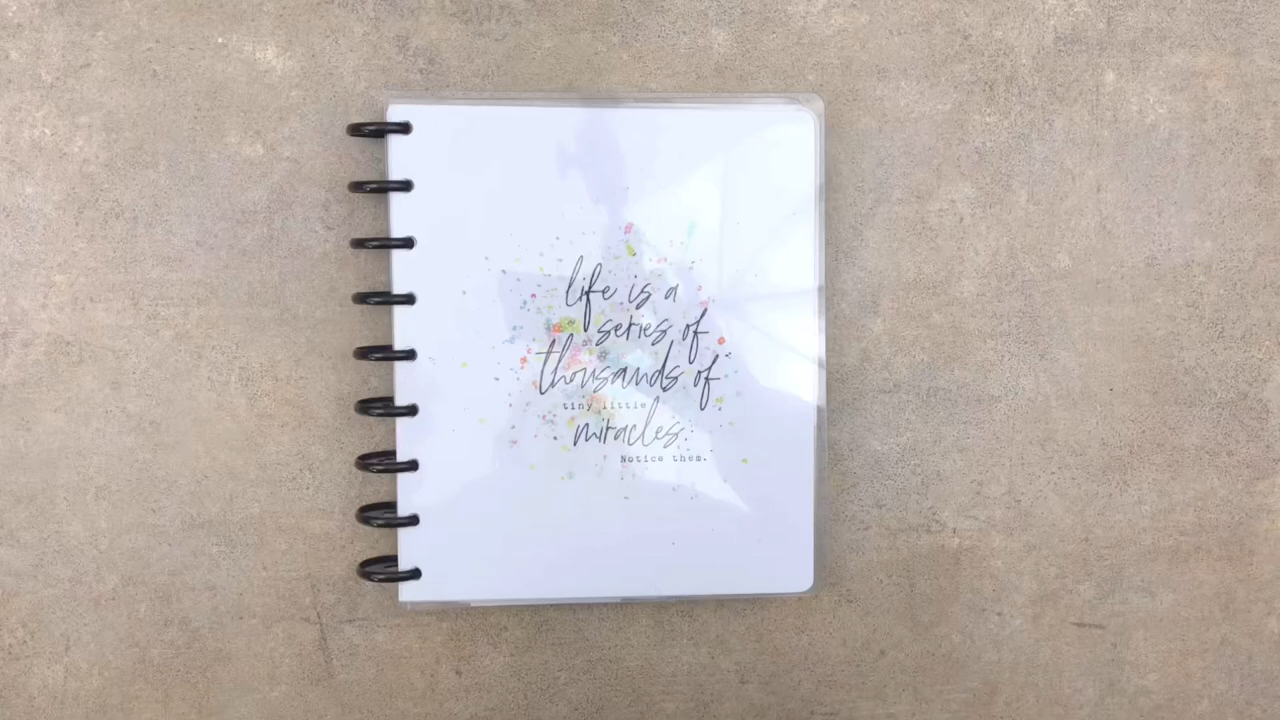 life is a
series of
thousands of
tiny little
miracles.
Notice them.